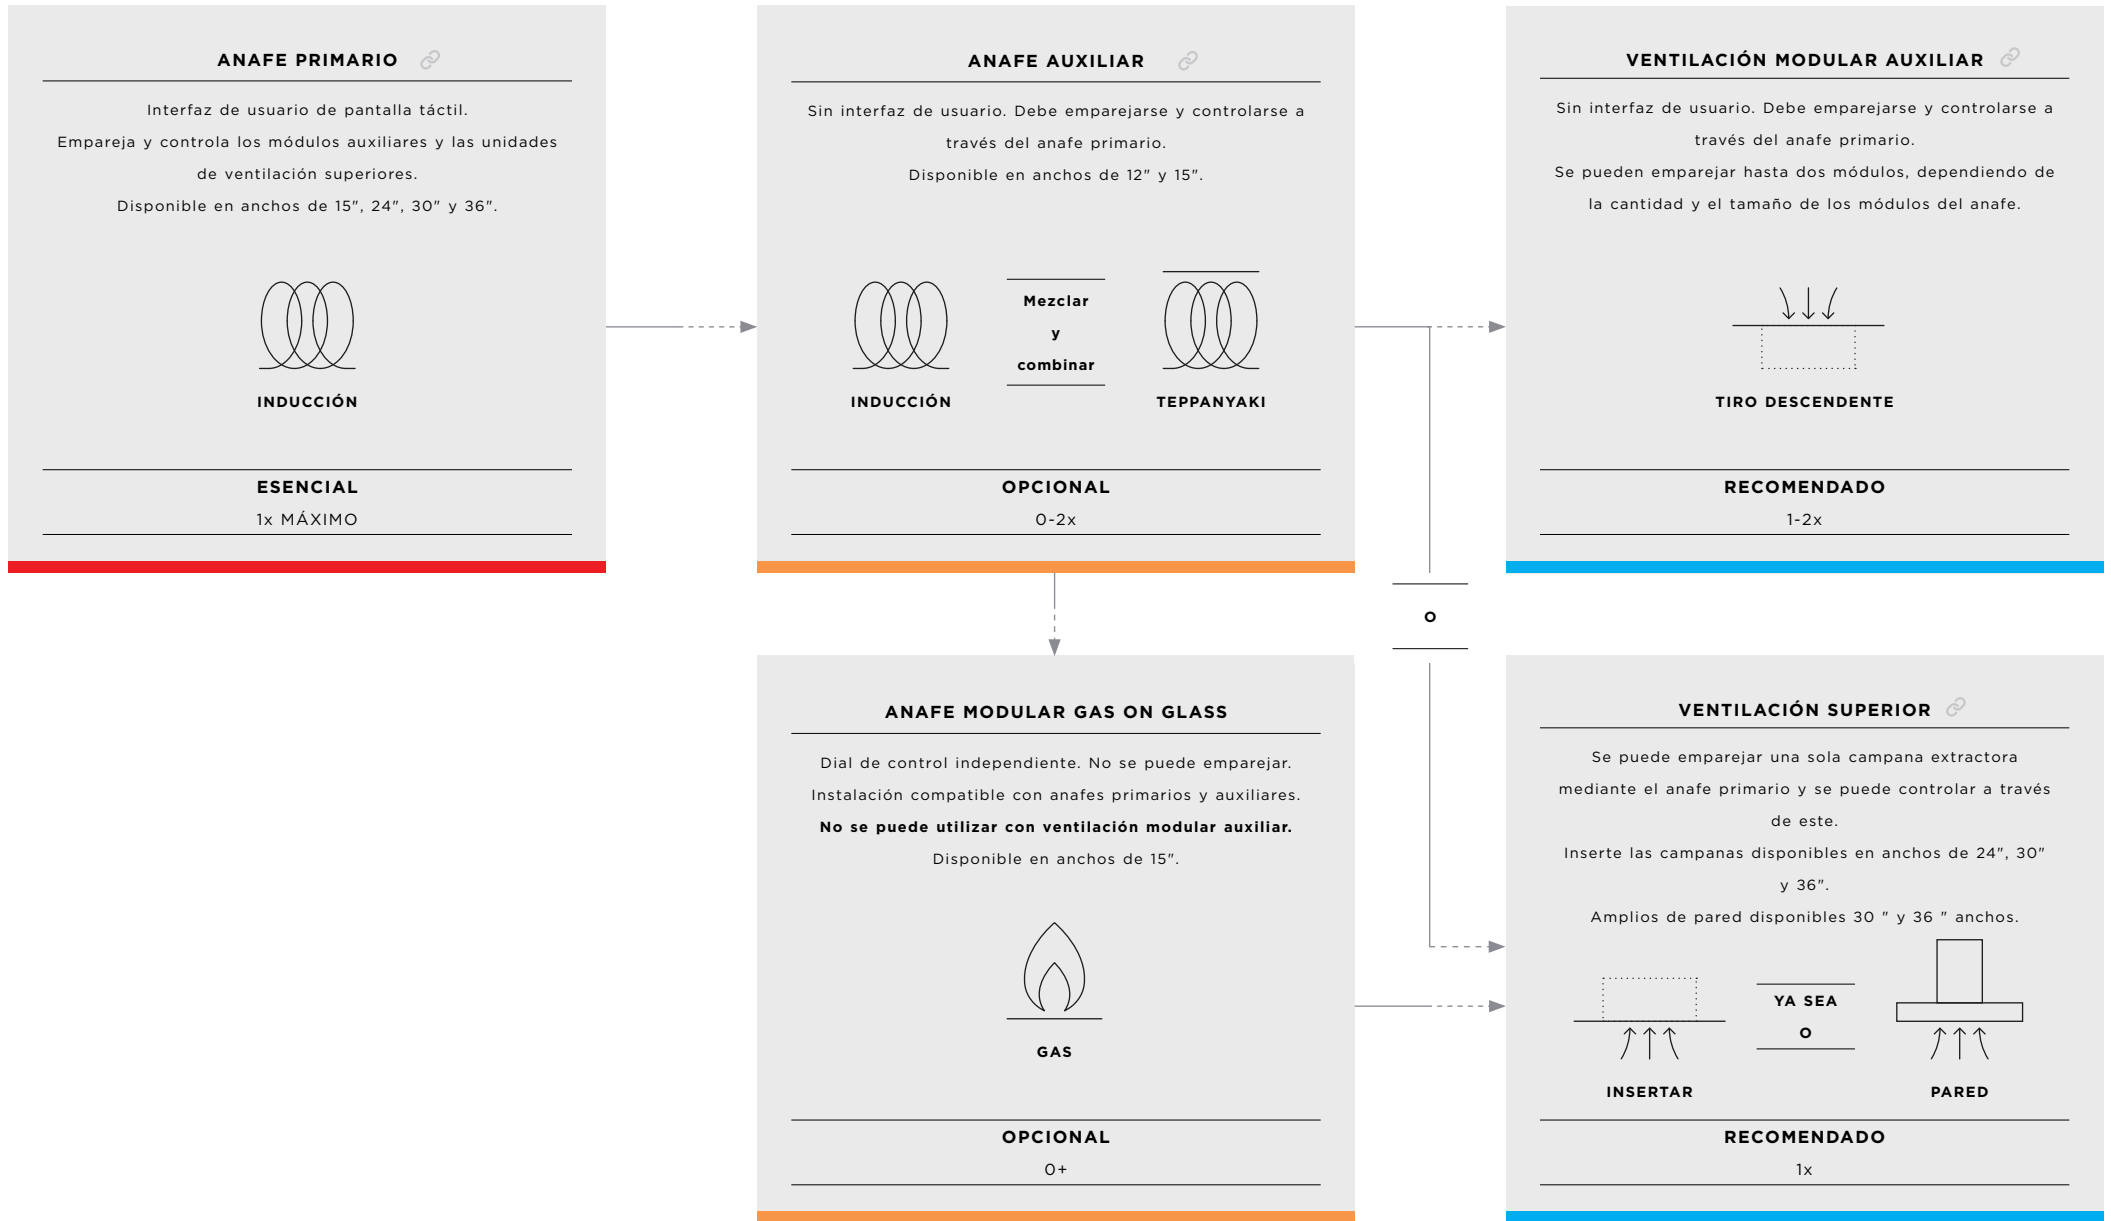 ANAFE PRIMARIO
Interfaz de usuario de pantalla táctil.
Empareja y controla los módulos auxiliares y las unidades
de ventilación superiores.
Disponible en anchos de 15", 24", 30" y 36".
INDUCCIÓN
ESENCIAL
1x MÁXIMO
ANAFE AUXILIAR
Sin interfaz de usuario. Debe emparejarse y controlarse a
través del anafe primario.
Disponible en anchos de 12" y 15".
Mezclar
y
combinar
INDUCCIÓN
TEPPANYAKI
OPCIONAL
0-2x
VENTILACIÓN MODULAR AUXILIAR
Sin interfaz de usuario. Debe emparejarse y controlarse a
través del anafe primario.
Se pueden emparejar hasta dos módulos, dependiendo de
la cantidad y el tamaño de los módulos del anafe.
TIRO DESCENDENTE
RECOMENDADO
1-2x
O
ANAFE MODULAR GAS ON GLASS
Dial de control independiente. No se puede emparejar.
Instalación compatible con anafes primarios y auxiliares.
No se puede utilizar con ventilación modular auxiliar.
Disponible en anchos de 15".
GAS
OPCIONAL
0+
VENTILACIÓN SUPERIOR
Se puede emparejar una sola campana extractora
mediante el anafe primario y se puede controlar a través
de este.
Inserte las campanas disponibles en anchos de 24", 30"
y 36".
Amplios de pared disponibles 30 " y 36 " anchos.
YA SEA
O
INSERTAR
PARED
RECOMENDADO
1x